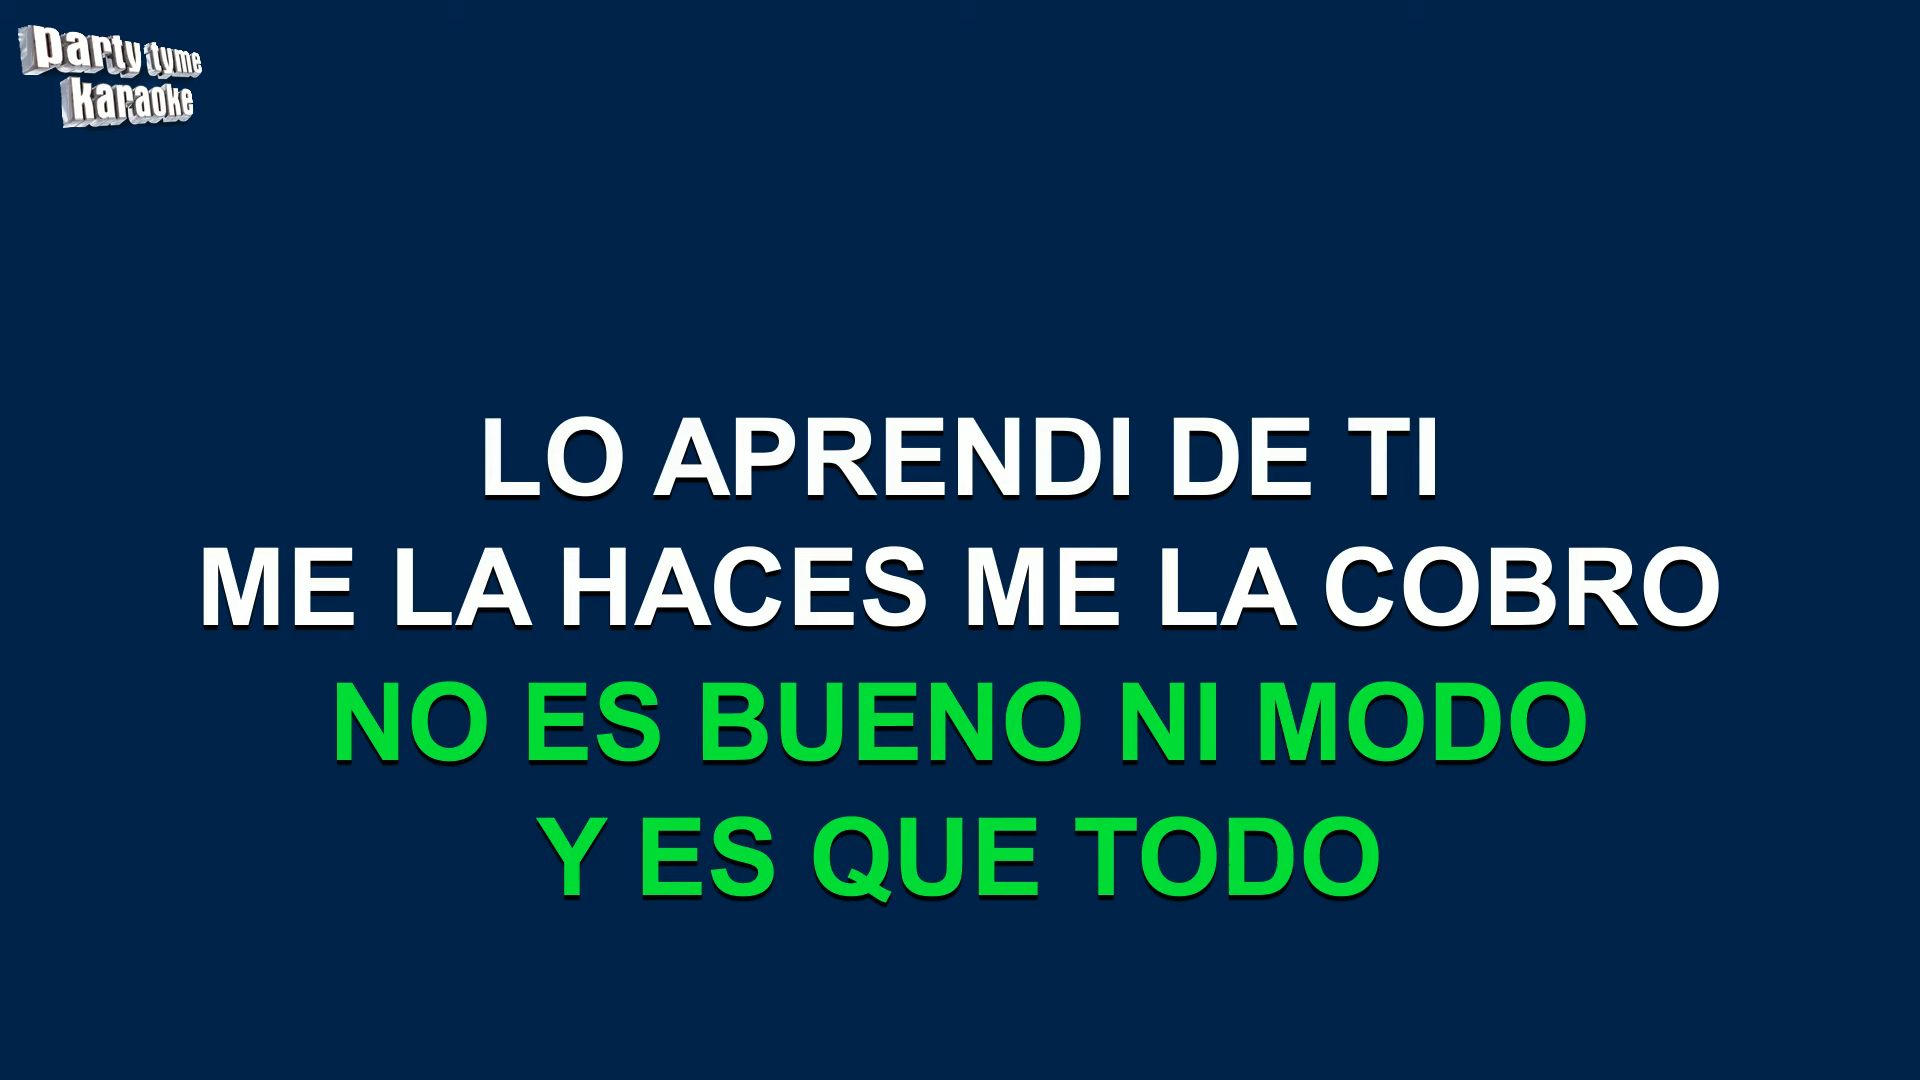 party tyme
karaoke
LO APRENDI DE TI
ME LA HACES ME LA COBRO
NO ES BUENO NI MODO
Y ES QUE TODO